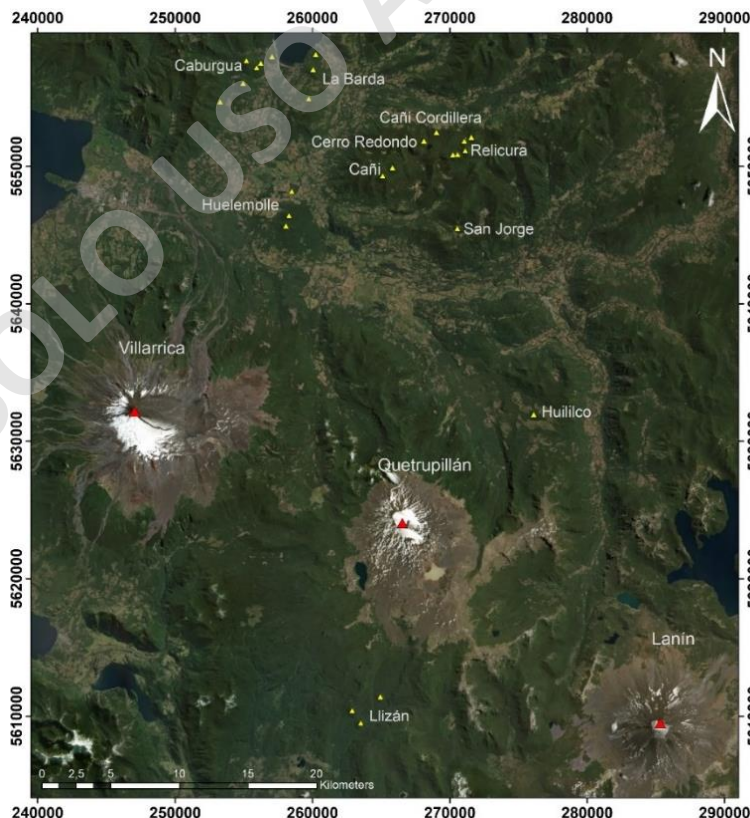 240000 250000 260000 270000 280000 290000
N
Caburgua
La Barda
Cañi Cordillera
Cerro Redondo
Relicura
Cañi
Huelemolle
San Jorge
Villarrica
Huililco
Quetrupillán
Lanín
Llizán
5650000
5640000
5630000
5620000
5610000
0 2,5 5 10 15 20
Kilometers
240000 250000 260000 270000 280000 290000
SOLO USO A